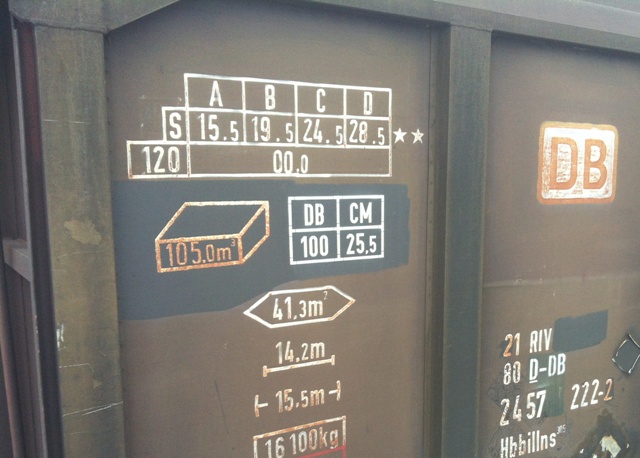 A B C D
S 15.5 19.5 24.5 28.5 ★★
120 00.0
DB
DB CM
100 25,5
105.0m³
41,3m²
14.2m
15.5m
16 100kg
21 RIV
80 D-DB
2457 222-2
Hbbillns